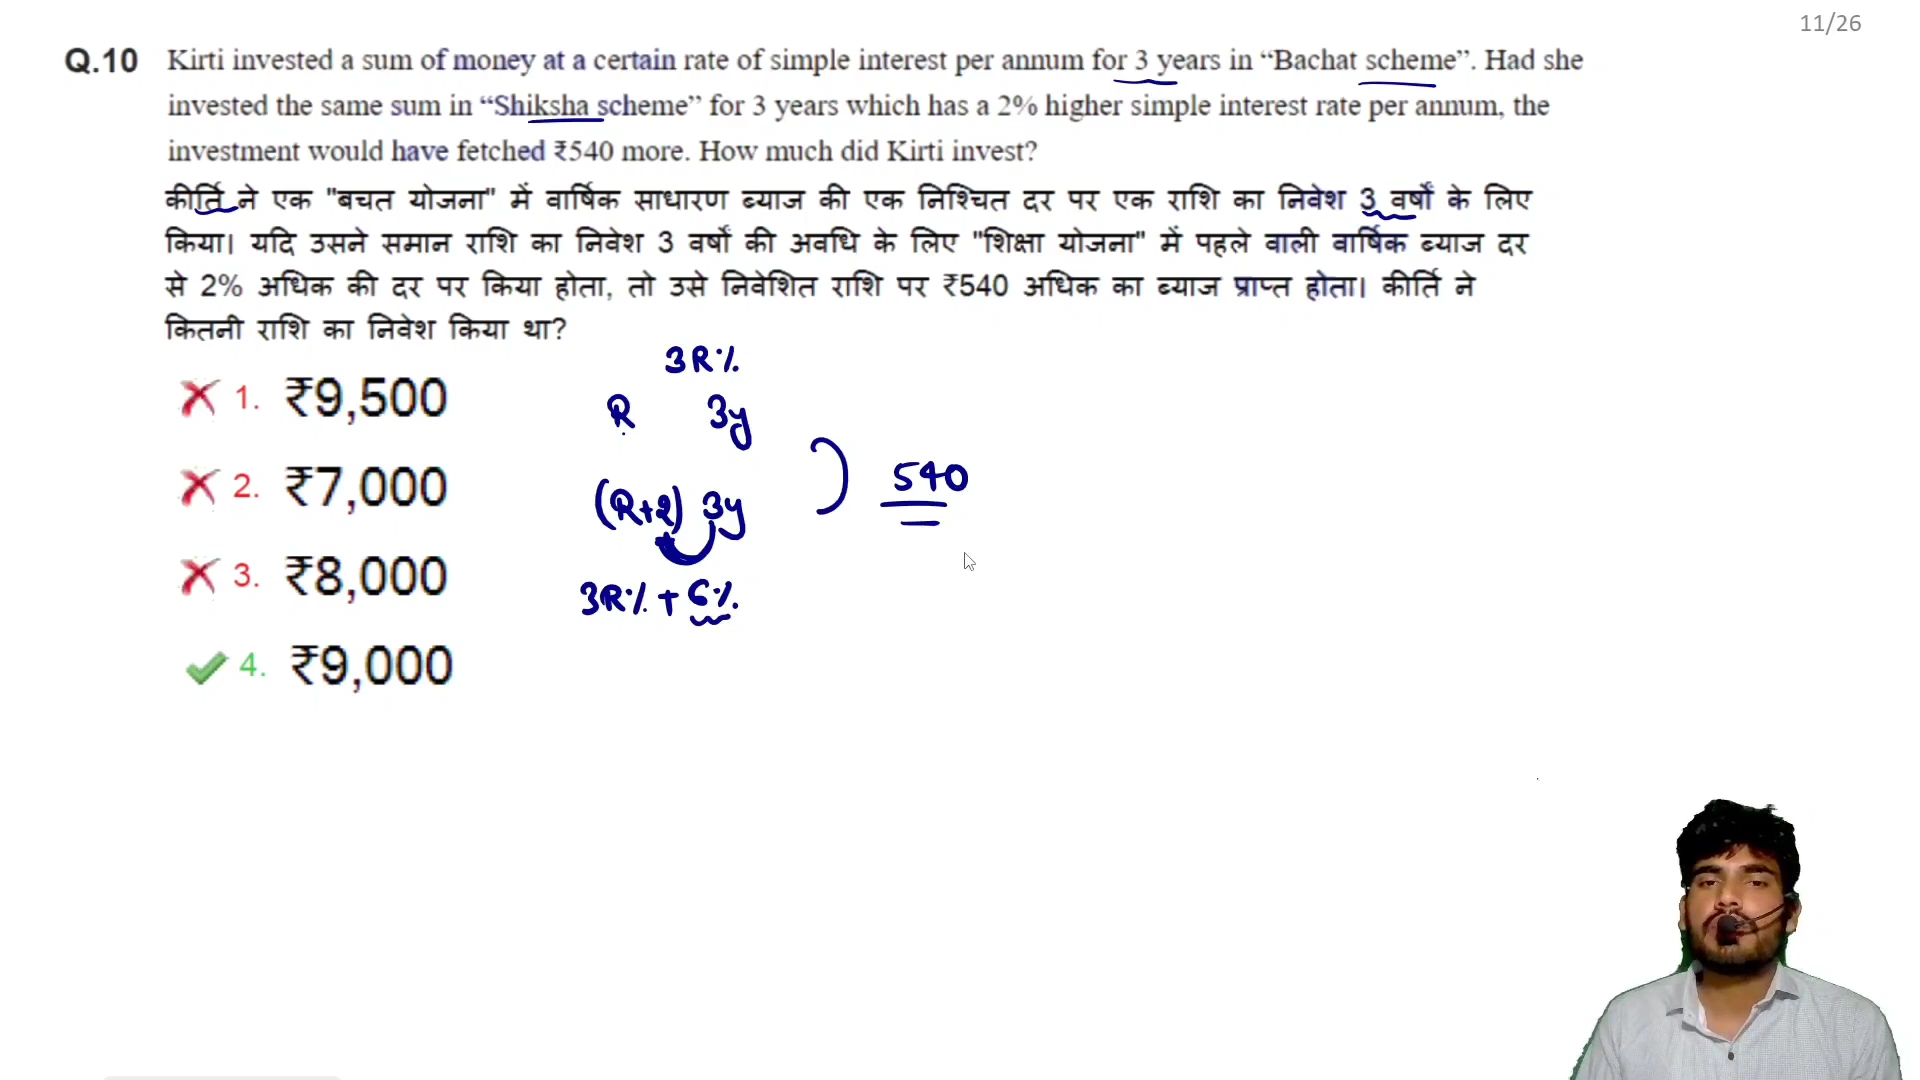 11/26
Q.10 Kirti invested a sum of money at a certain rate of simple interest per annum for 3 years in “Bachat scheme”. Had she
invested the same sum in “Shiksha scheme” for 3 years which has a 2% higher simple interest rate per annum, the
investment would have fetched ₹540 more. How much did Kirti invest?
कीर्ति ने एक "बचत योजना" में वार्षिक साधारण ब्याज की एक निश्चित दर पर एक राशि का निवेश 3 वर्षों के लिए
किया। यदि उसने समान राशि का निवेश 3 वर्षों की अवधि के लिए "शिक्षा योजना" में पहले वाली वार्षिक ब्याज दर
से 2% अधिक की दर पर किया होता, तो उसे निवेशित राशि पर ₹540 अधिक का ब्याज प्राप्त होता। कीर्ति ने
कितनी राशि का निवेश किया था?
1. ₹9,500
2. ₹7,000
3. ₹8,000
4. ₹9,000
3R%
R 3y
(R+2) 3y
540
3R% + 6%